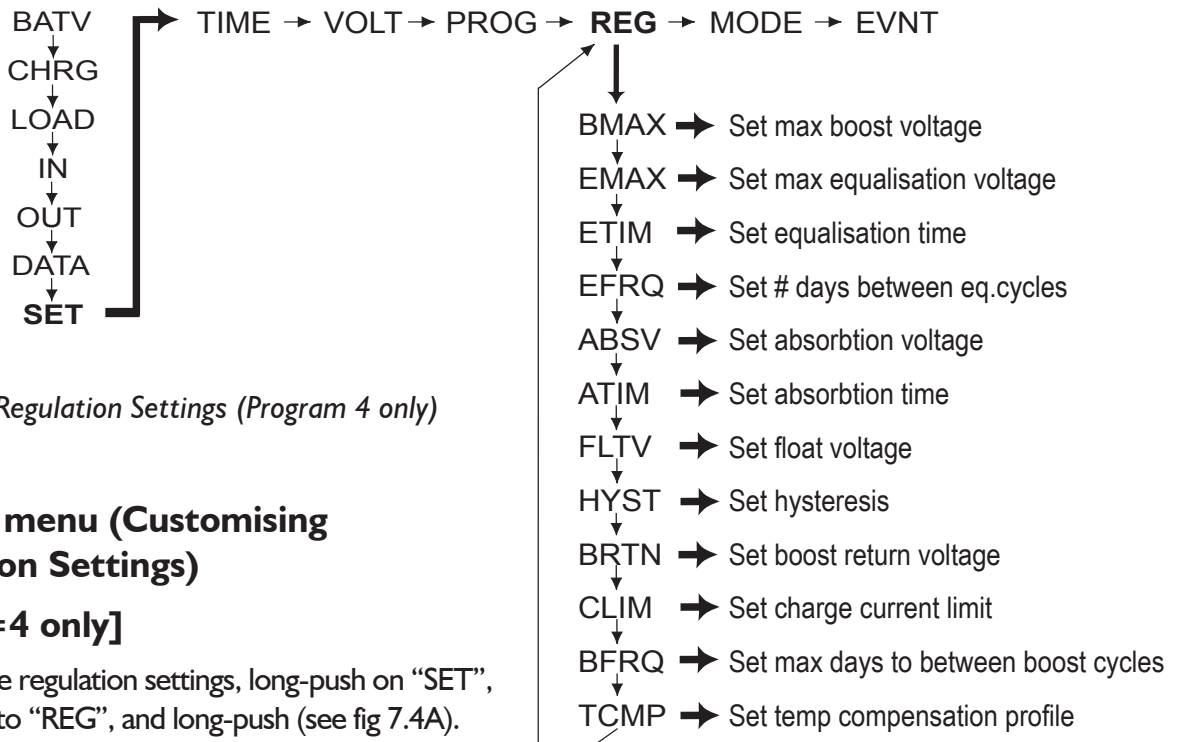 BATV
CHRG
LOAD
IN
OUT
DATA
SET
TIME VOLT PROG REG MODE EVNT
BMAX Set max boost voltage
EMAX Set max equalisation voltage
ETIM Set equalisation time
EFRQ Set # days between eq.cycles
ABSV Set absorbtion voltage
ATIM Set absorbtion time
FLTV Set float voltage
HYST Set hysteresis
BRTN Set boost return voltage
CLIM Set charge current limit
BFRQ Set max days to between boost cycles
TCMP Set temp compensation profile
Regulation Settings (Program 4 only)
menu (Customising
on Settings)
=4 only]
e regulation settings, long-push on “SET”,
to “REG”, and long-push (see fig 7.4A).